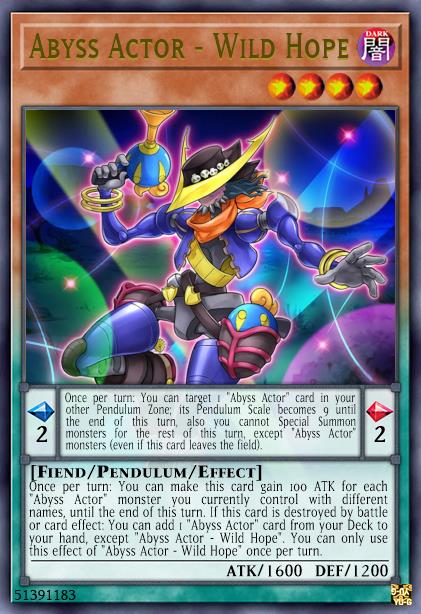 Abyss Actor - Wild Hope
DARK
闇
Once per turn: You can target 1 "Abyss Actor" card in your
other Pendulum Zone; its Pendulum Scale becomes 9 until
the end of this turn, also you cannot Special Summon
monsters for the rest of this turn, except "Abyss Actor"
monsters (even if this card leaves the field).
2
2
[Fiend/Pendulum/Effect]
Once per turn: You can make this card gain 100 ATK for each
"Abyss Actor" monster you currently control with different
names, until the end of this turn. If this card is destroyed by battle
or card effect: You can add 1 "Abyss Actor" card from your Deck to
your hand, except "Abyss Actor - Wild Hope". You can only use
this effect of "Abyss Actor - Wild Hope" once per turn.
ATK/1600 DEF/1200
51391183